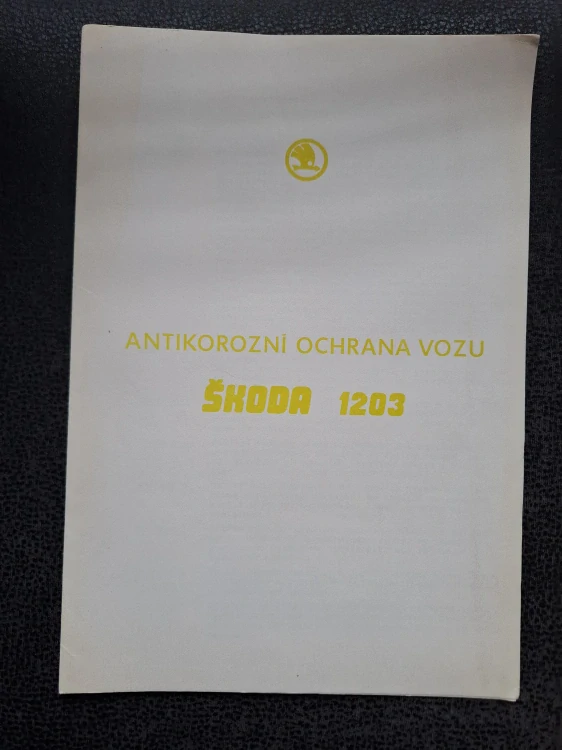 ANTIKOROZNÍ OCHRANA VOZU
ŠKODA 1203